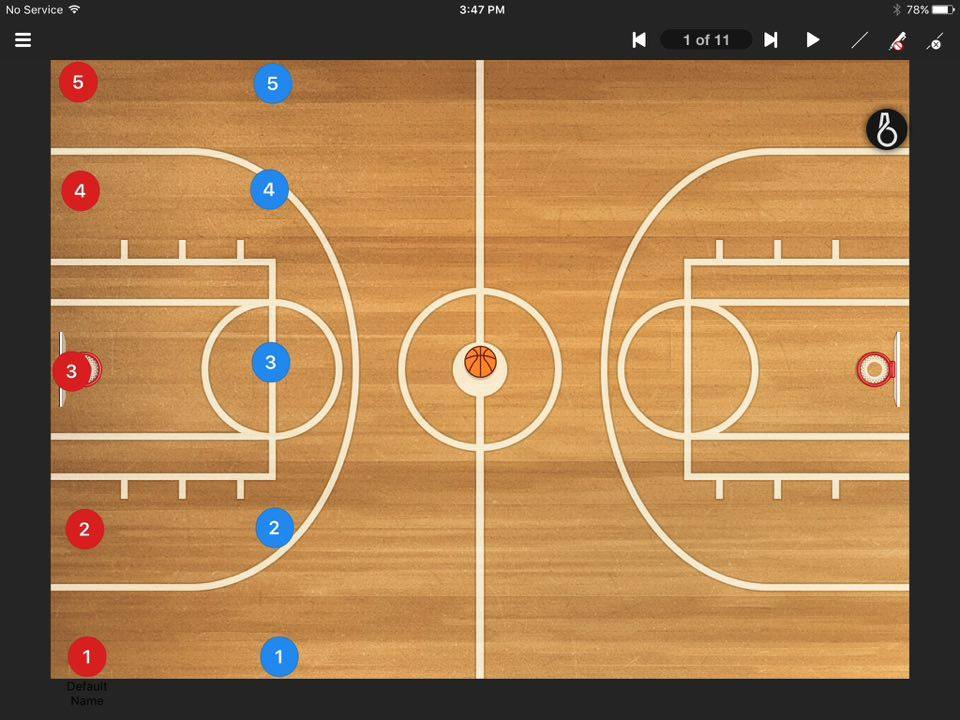 No Service 3:47 PM 78%
1 of 11
5 5
4 4
3 3
2 2
1 1
Default
Name